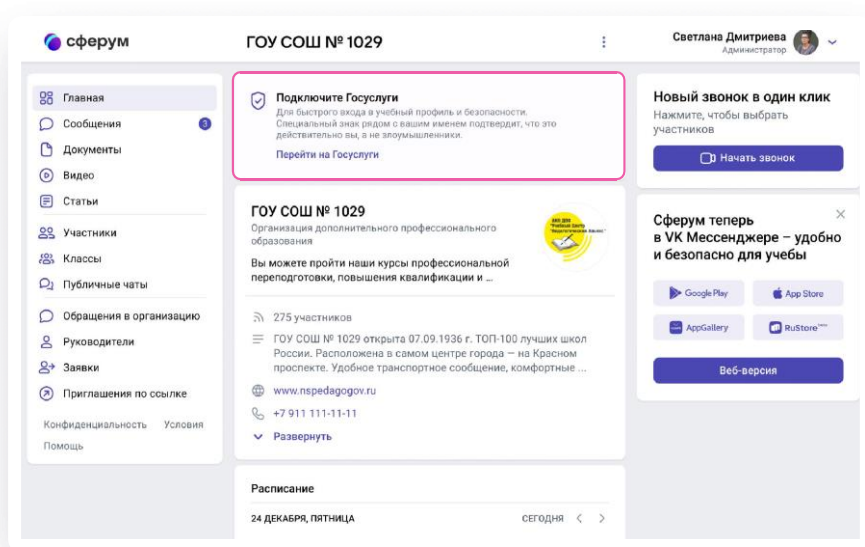 сферум
ГОУ СОШ № 1029
Светлана Дмитриева
Администратор
Главная
Сообщения
3
Документы
Видео
Статьи
Участники
Классы
Публичные чаты
Обращения в организацию
Руководители
Заявки
Приглашения по ссылке
Конфиденциальность Условия
Помощь
Подключите Госуслуги
Для быстрого входа в учебный профиль и безопасности.
Специальный знак рядом с вашим именем подтвердит, что это
действительно вы, а не злоумышленники.
Перейти на Госуслуги
ГОУ СОШ № 1029
Организация дополнительного профессионального
образования
Вы можете пройти наши курсы профессиональной
переподготовки, повышения квалификации и ...
275 участников
ГОУ СОШ № 1029 открыта 07.09.1936 г. ТОП-100 лучших школ
России. Расположена в самом центре города — на Красном
проспекте. Удобное транспортное сообщение, комфортные ...
www.nspedagogov.ru
+7 911 111-11-11
Развернуть
Расписание
24 ДЕКАБРЯ, ПЯТНИЦА
СЕГОДНЯ
Новый звонок
в один клик
Нажмите, чтобы выбрать
участников
Начать звонок
Сферум теперь
в VK Мессенджере – удобно
и безопасно для учебы
Google Play
App Store
AppGallery
RuStore
Веб-версия